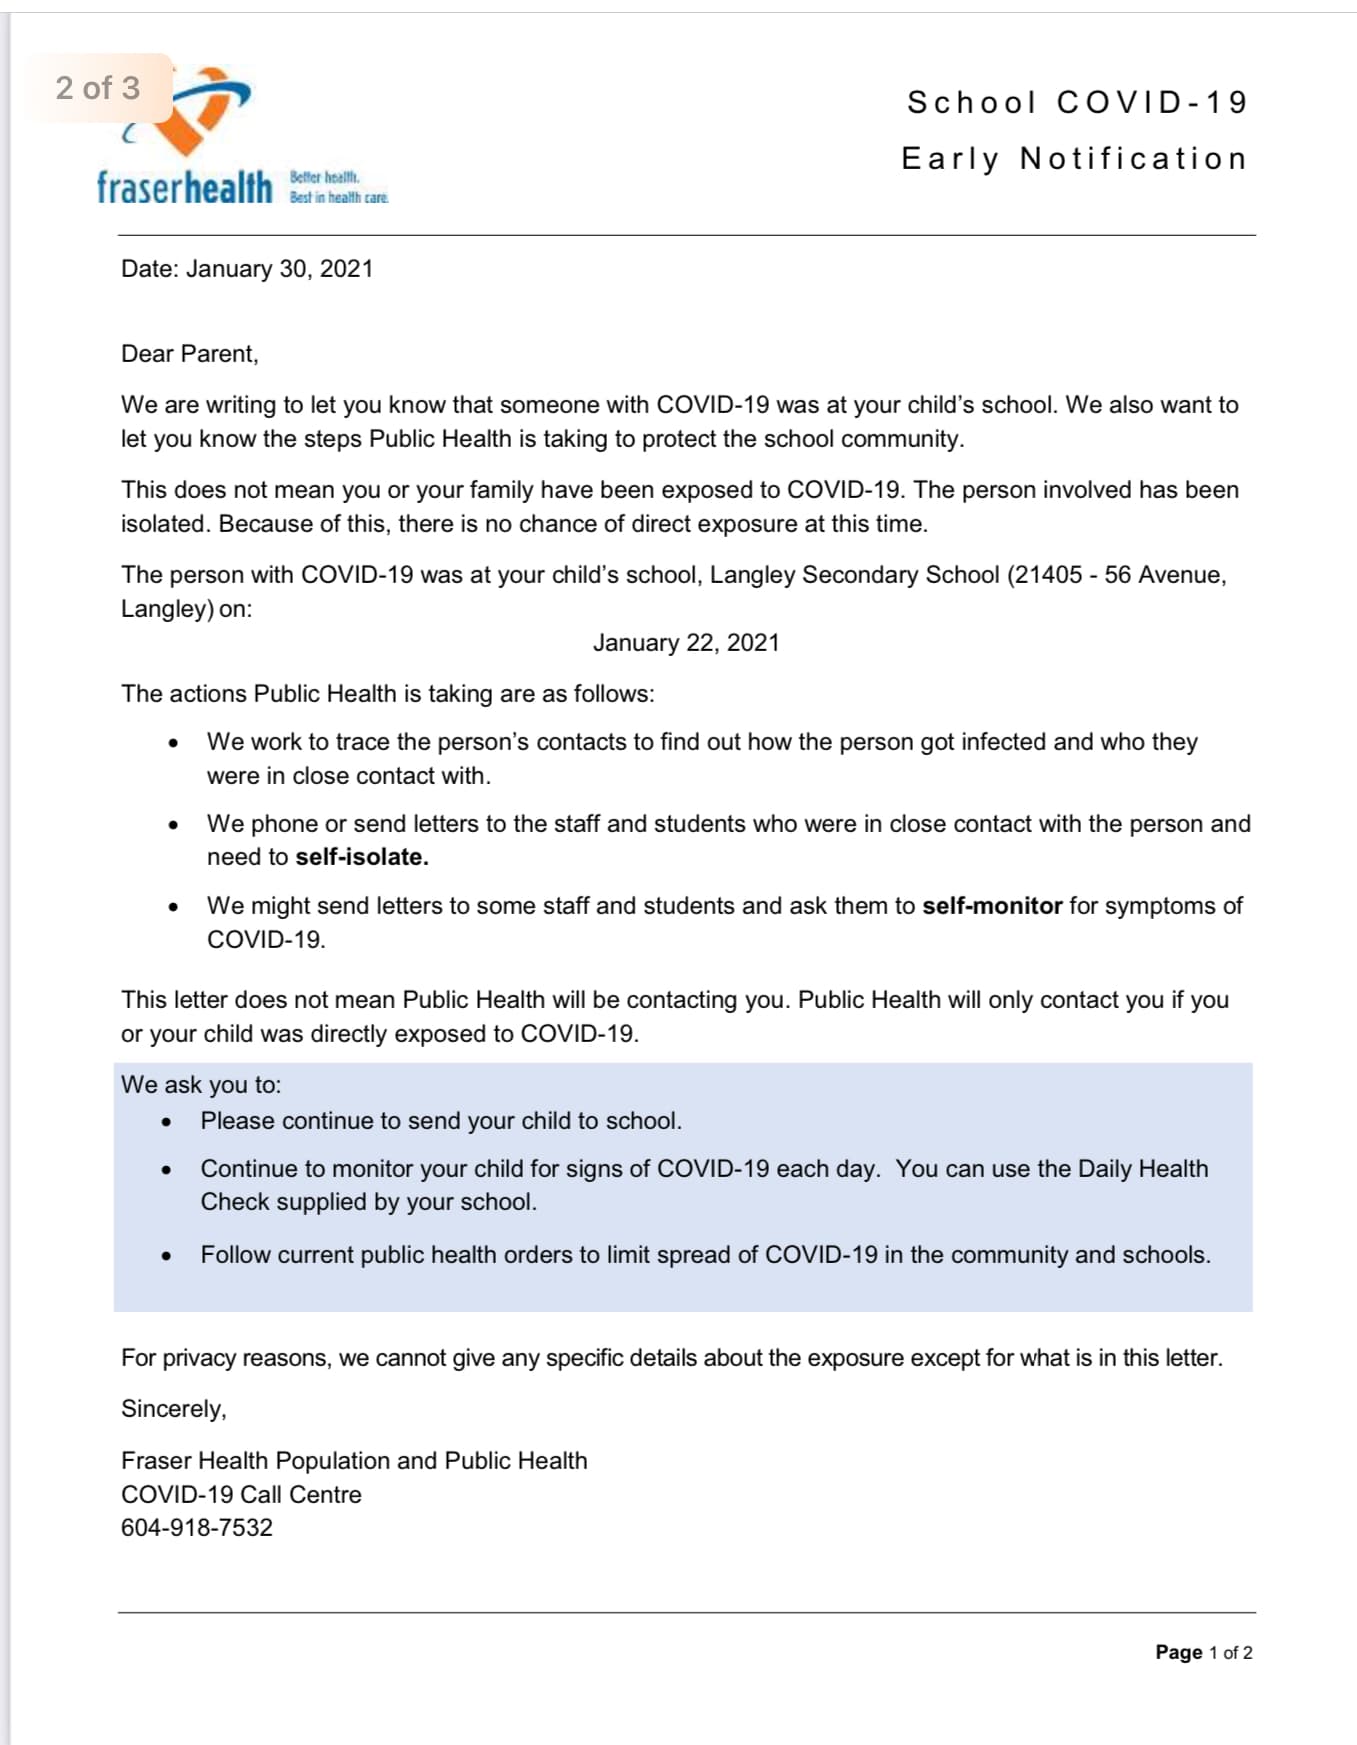 2 of 3
School COVID-19
Early Notification
fraserhealth
Better health.
Best in health care.
Date: January 30, 2021
Dear Parent,
We are writing to let you know that someone with COVID-19 was at your child's school. We also want to
let you know the steps Public Health is taking to protect the school community.
This does not mean you or your family have been exposed to COVID-19. The person involved has been
isolated. Because of this, there is no chance of direct exposure at this time.
The person with COVID-19 was at your child's school, Langley Secondary School (21405 - 56 Avenue,
Langley) on:
January 22, 2021
The actions Public Health is taking are as follows:
• We work to trace the person's contacts to find out how the person got infected and who they
were in close contact with.
• We phone or send letters to the staff and students who were in close contact with the person and
need to self-isolate.
• We might send letters to some staff and students and ask them to self-monitor for symptoms of
COVID-19.
This letter does not mean Public Health will be contacting you. Public Health will only contact you if you
or your child was directly exposed to COVID-19.
We ask you to:
• Please continue to send your child to school.
• Continue to monitor your child for signs of COVID-19 each day. You can use the Daily Health
Check supplied by your school.
• Follow current public health orders to limit spread of COVID-19 in the community and schools.
For privacy reasons, we cannot give any specific details about the exposure except for what is in this letter.
Sincerely,
Fraser Health Population and Public Health
COVID-19 Call Centre
604-918-7532
Page 1 of 2